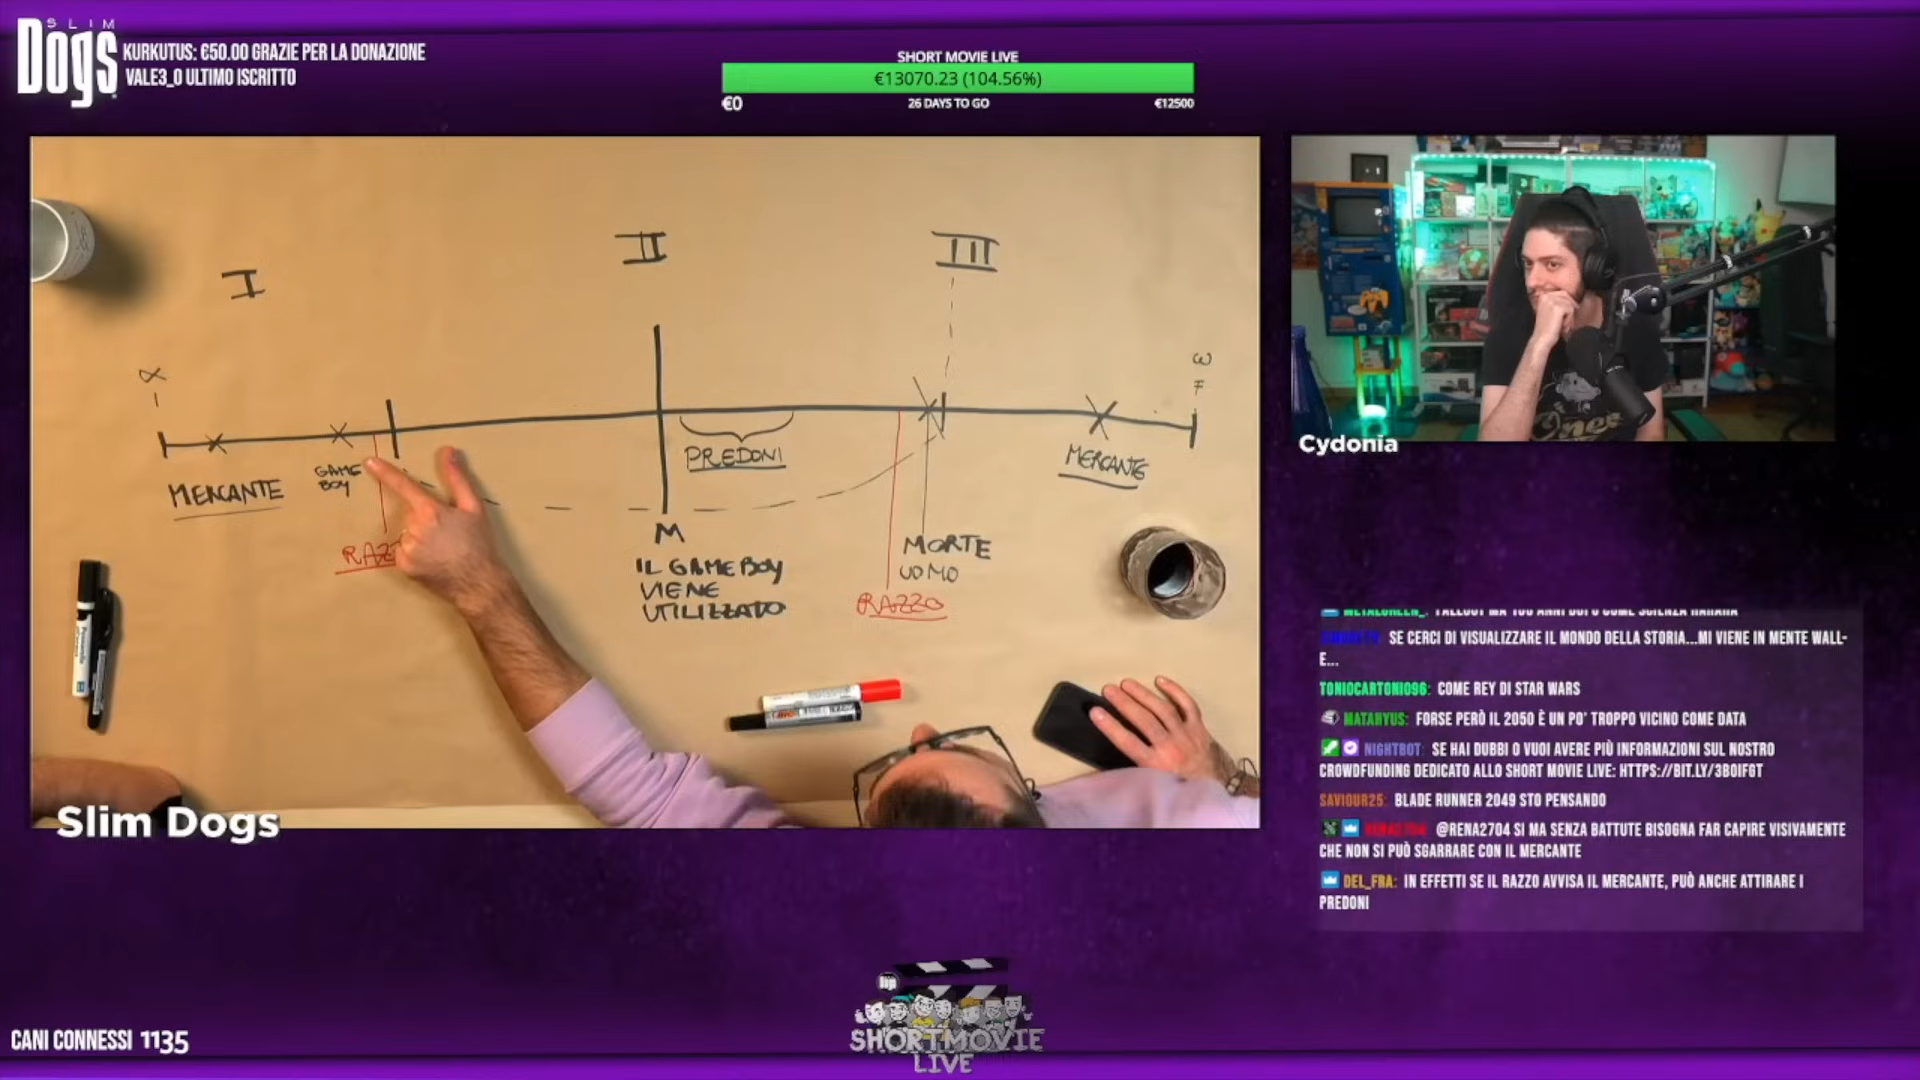 SLIM
Dogs
KURKUTUS: €50.00 GRAZIE PER LA DONAZIONE
VALE3_0 ULTIMO ISCRITTO
SHORT MOVIE LIVE
€13070.23 (104.56%)
€0
26 DAYS TO GO
€12500
I
II
III
α
ω
F
MERCANTE
GAME
BOY
RAZZ
M
IL GAMEBOY
VIENE
UTILIZZATO
PREDONI
MORTE
UOMO
RAZZO
MERCANTE
Slim Dogs
Cydonia
SE CERCI DI VISUALIZZARE IL MONDO DELLA STORIA...MI VIENE IN MENTE WALL-
E...
TONIOCARTONIO96: COME REY DI STAR WARS
MATAHYUS: FORSE PERÒ IL 2050 È UN PO' TROPPO VICINO COME DATA
NIGHTBOT: SE HAI DUBBI O VUOI AVERE PIÙ INFORMAZIONI SUL NOSTRO
CROWDFUNDING DEDICATO ALLO SHORT MOVIE LIVE: HTTPS://BIT.LY/3BOIFGT
SAVIOUR25: BLADE RUNNER 2049 STO PENSANDO
@RENA2704 SI MA SENZA BATTUTE BISOGNA FAR CAPIRE VISIVAMENTE
CHE NON SI PUÒ SGARRARE CON IL MERCANTE
DEL_FRA: IN EFFETTI SE IL RAZZO AVVISA IL MERCANTE, PUÒ ANCHE ATTIRARE I
PREDONI
SHORTMOVIE
LIVE
CANI CONNESSI 1135